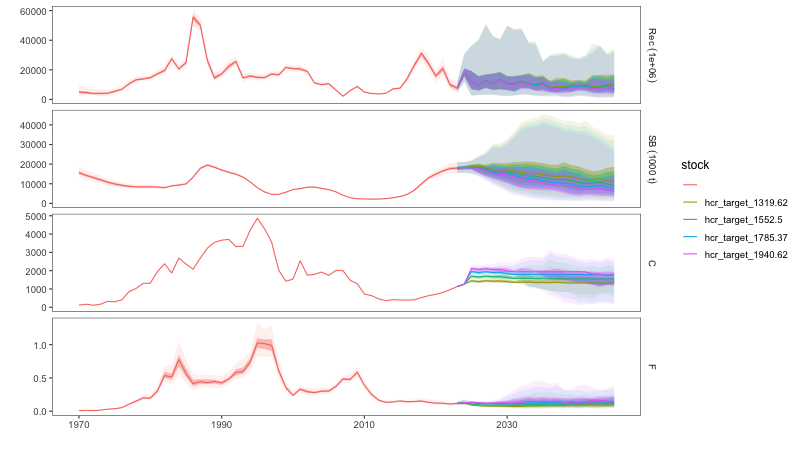 60000
40000
20000
0
Rec (1e+06)
40000
30000
20000
10000
0
SB (1000 t)
5000
4000
3000
2000
1000
0
C
1.0
0.5
0.0
F
1970
1990
2010
2030
stock
hcr_target_1319.62
hcr_target_1552.5
hcr_target_1785.37
hcr_target_1940.62